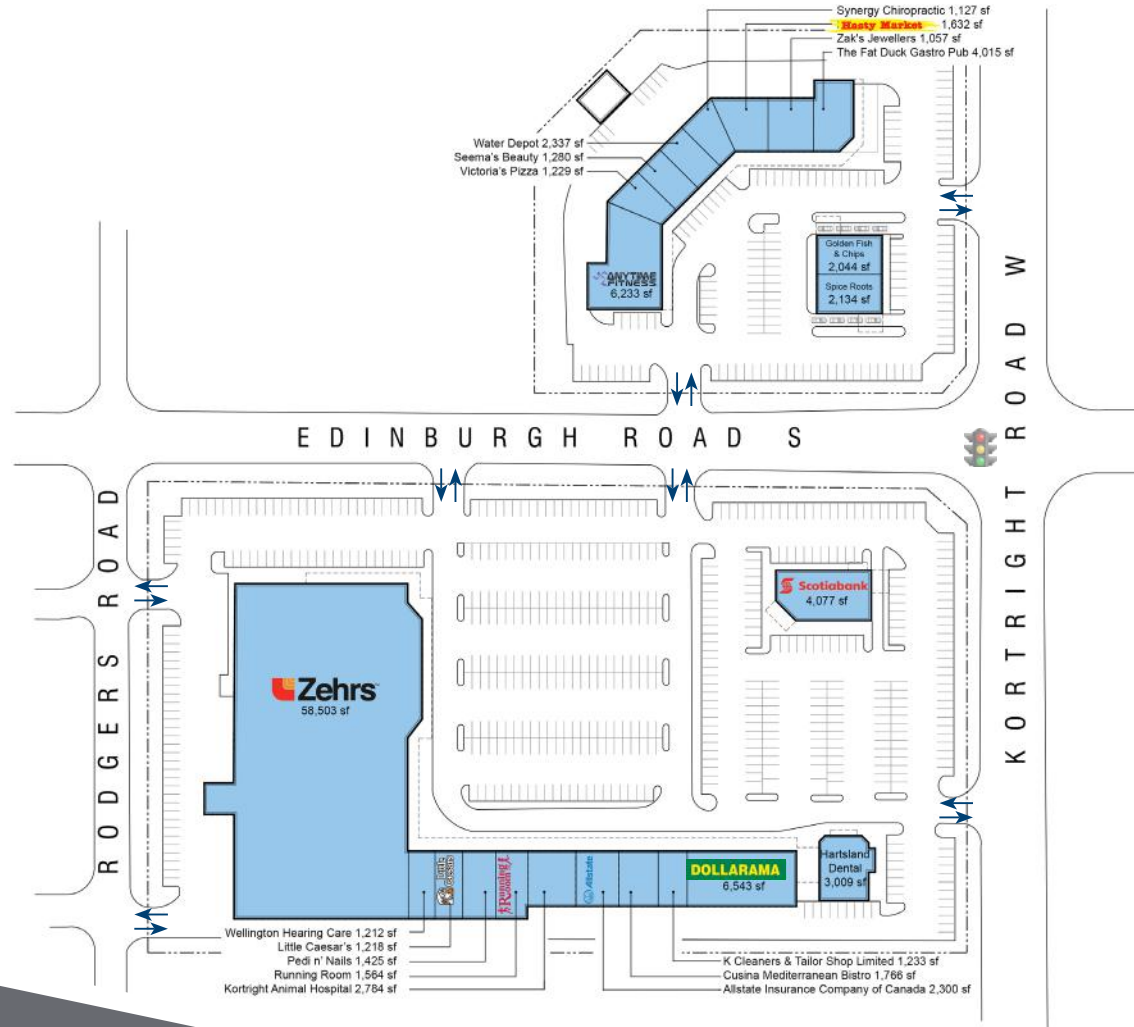 Synergy Chiropractic 1,127 sf
Hasty Market 1,632 sf
Zak's Jewellers 1,057 sf
The Fat Duck Gastro Pub 4,015 sf
Water Depot 2,337 sf
Seema's Beauty 1,280 sf
Victoria's Pizza 1,229 sf
Golden Fish
& Chips
2,044 sf
Spice Roots
2,134 sf
ANYTIME
FITNESS
6,233 sf
KORTRIGHT ROAD W
EDINBURGH ROAD S
RODGERS ROAD
Scotiabank
4,077 sf
Zehrs
58,503 sf
Little
Caesars
Running
Room
Allstate
DOLLARAMA
6,543 sf
Hartsland
Dental
3,009 sf
Wellington Hearing Care 1,212 sf
Little Caesar's 1,218 sf
Pedi n' Nails 1,425 sf
Running Room 1,564 sf
Kortright Animal Hospital 2,784 sf
K Cleaners & Tailor Shop Limited 1,233 sf
Cusina Mediterranean Bistro 1,766 sf
Allstate Insurance Company of Canada 2,300 sf